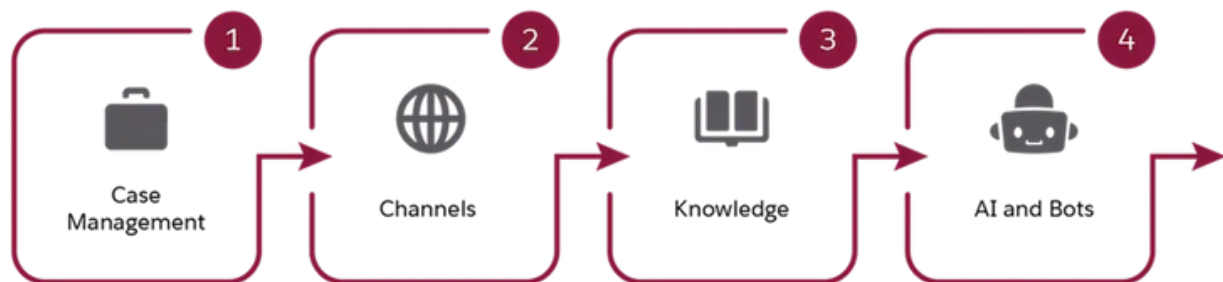 1
2
3
4
Case
Management
Channels
Knowledge
AI and Bots